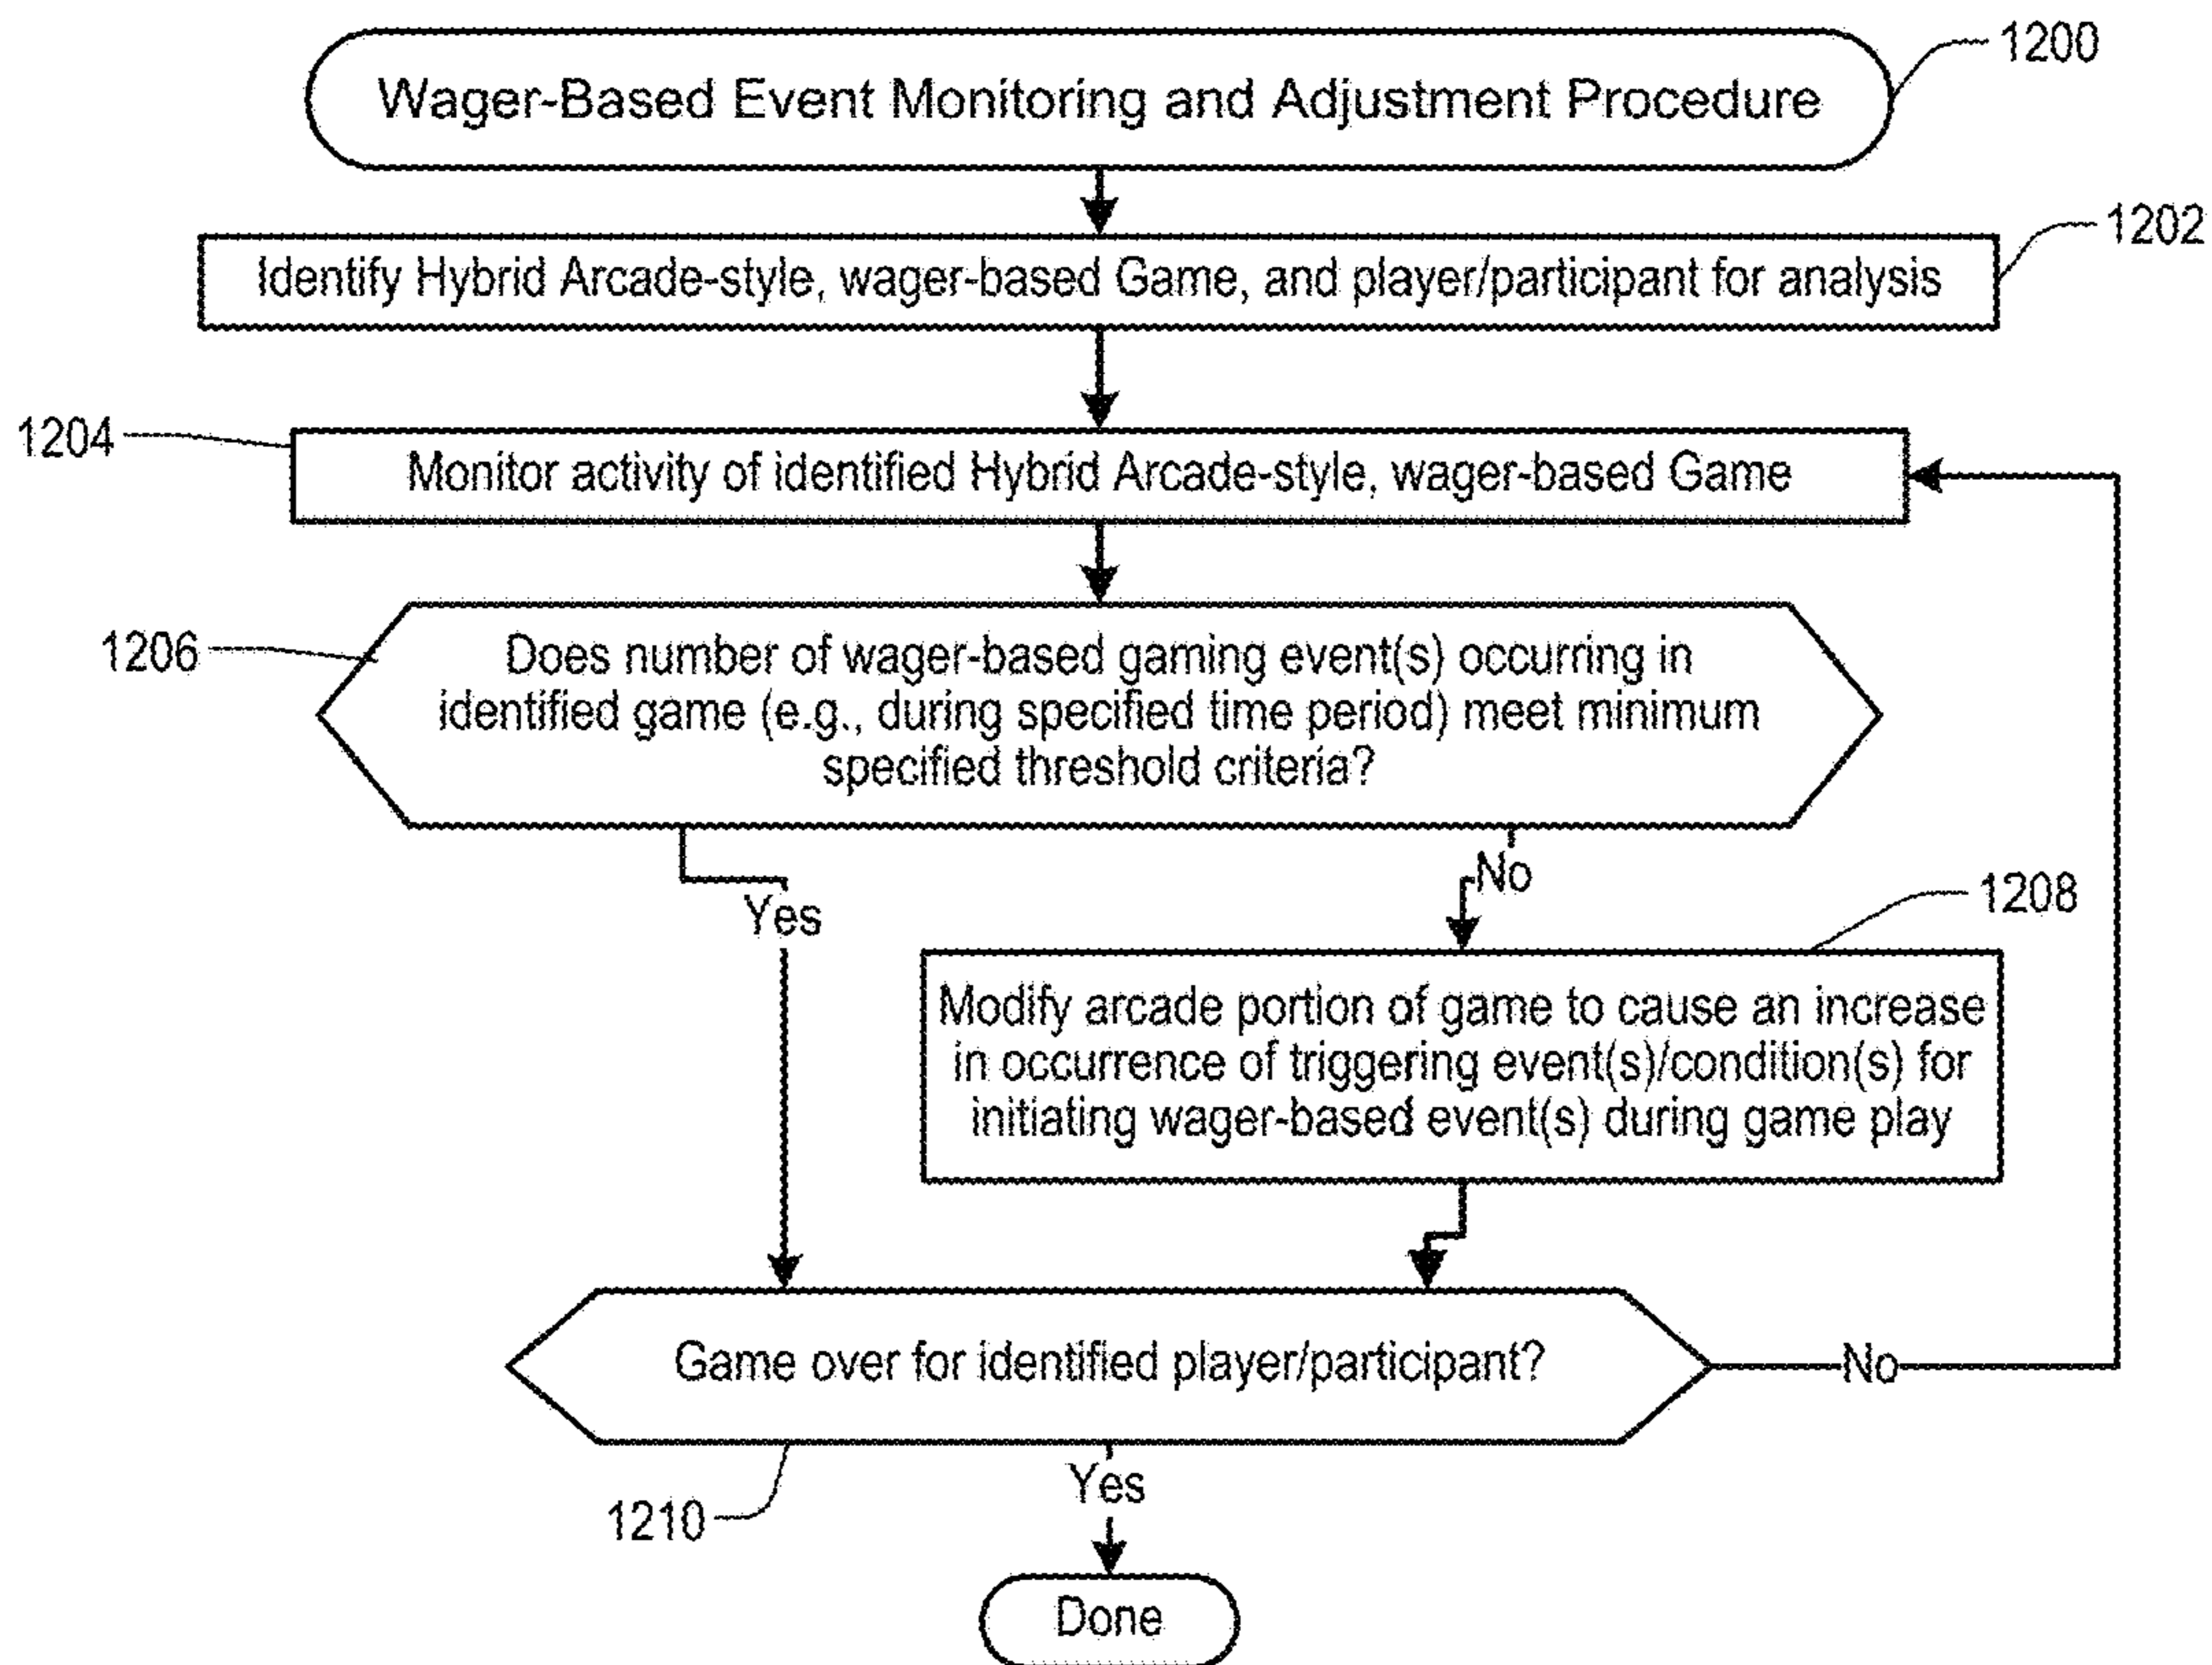 1200
Wager-Based Event Monitoring and Adjustment Procedure
1202
Identify Hybrid Arcade-style, wager-based Game, and player/participant for analysis
1204
Monitor activity of identified Hybrid Arcade-style, wager-based Game
1206
Does number of wager-based gaming event(s) occurring in
identified game (e.g., during specified time period) meet minimum
specified threshold criteria?
Yes
No
1208
Modify arcade portion of game to cause an increase
in occurrence of triggering event(s)/condition(s) for
initiating wager-based event(s) during game play
Game over for identified player/participant?
No
1210
Yes
Done